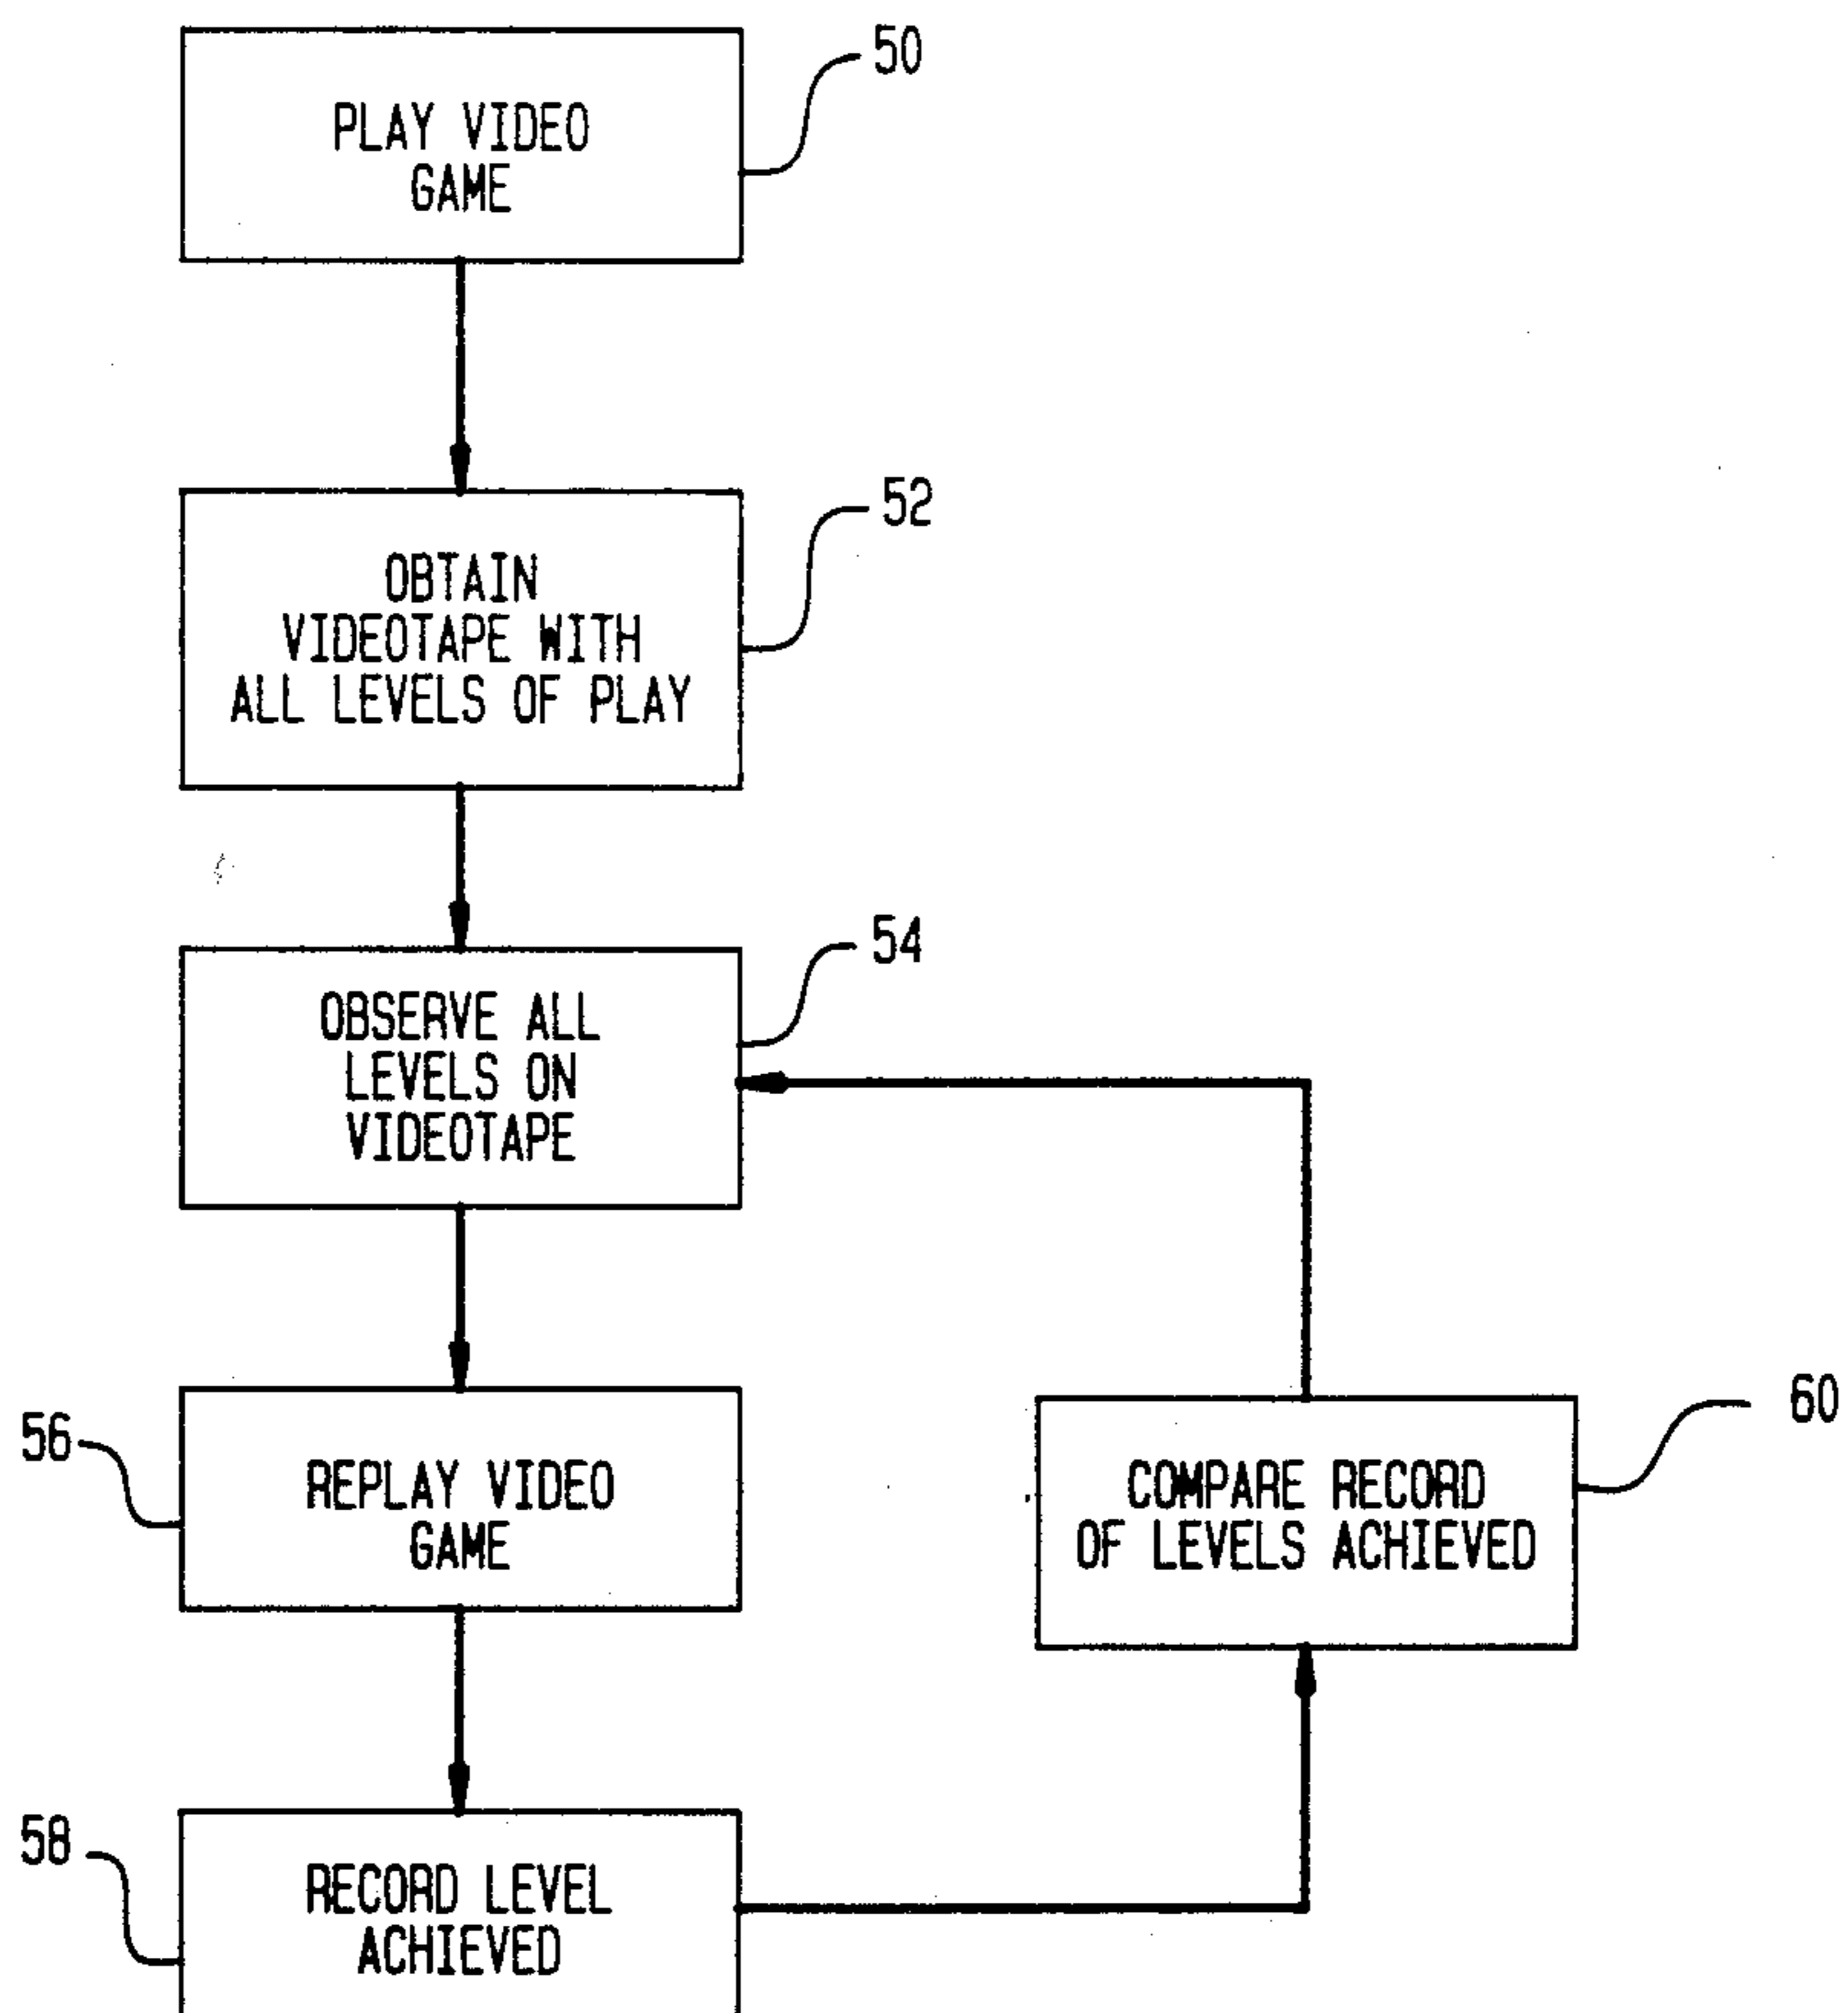 PLAY VIDEO
GAME
50
OBTAIN
VIDEOTAPE WITH
ALL LEVELS OF PLAY
52
OBSERVE ALL
LEVELS ON
VIDEOTAPE
54
56
REPLAY VIDEO
GAME
COMPARE RECORD
OF LEVELS ACHIEVED
60
58
RECORD LEVEL
ACHIEVED